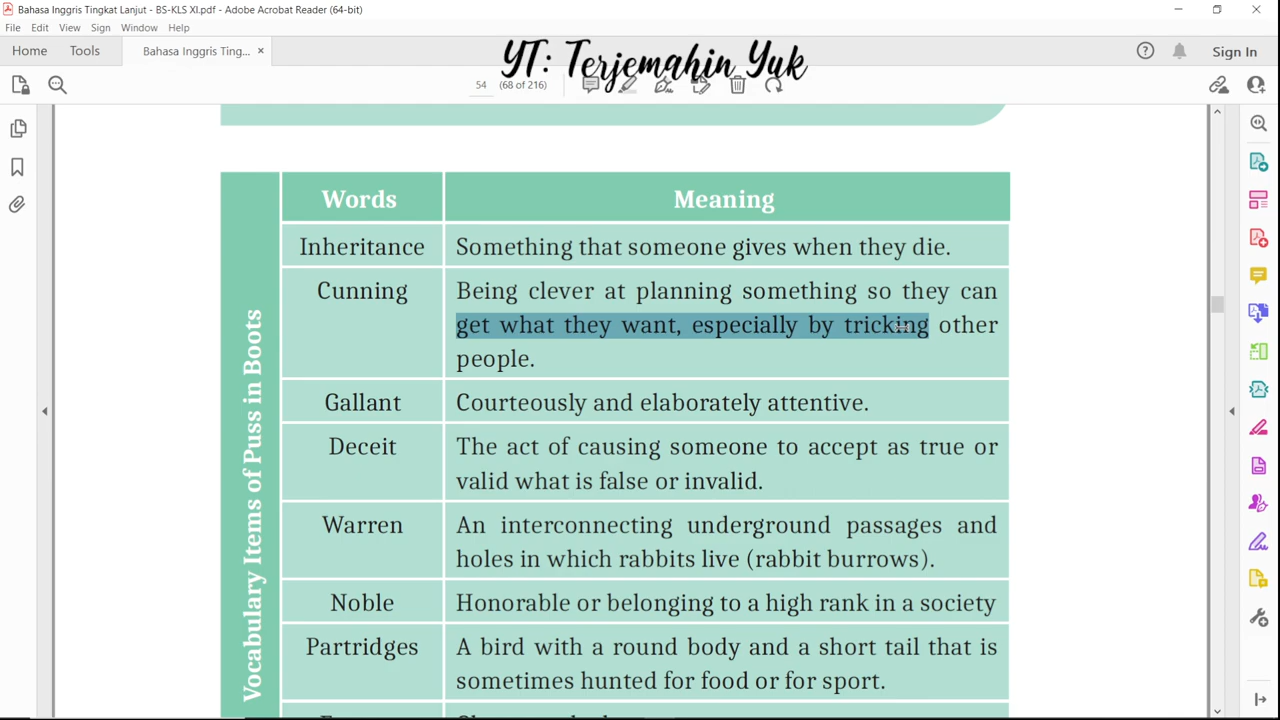 Bahasa Inggris Tingkat Lanjut - BS-KLS XI.pdf - Adobe Acrobat Reader (64-bit)
File Edit View Sign Window Help
Home Tools Bahasa Inggris Ting... × Sign In
YT: Terjemahin Yuk
54 (68 of 216)
Vocabulary Items of Puss in Boots
Words Meaning
Inheritance Something that someone gives when they die.
Cunning Being clever at planning something so they can
get what they want, especially by tricking other
people.
Gallant Courteously and elaborately attentive.
Deceit The act of causing someone to accept as true or
valid what is false or invalid.
Warren An interconnecting underground passages and
holes in which rabbits live (rabbit burrows).
Noble Honorable or belonging to a high rank in a society
Partridges A bird with a round body and a short tail that is
sometimes hunted for food or for sport.